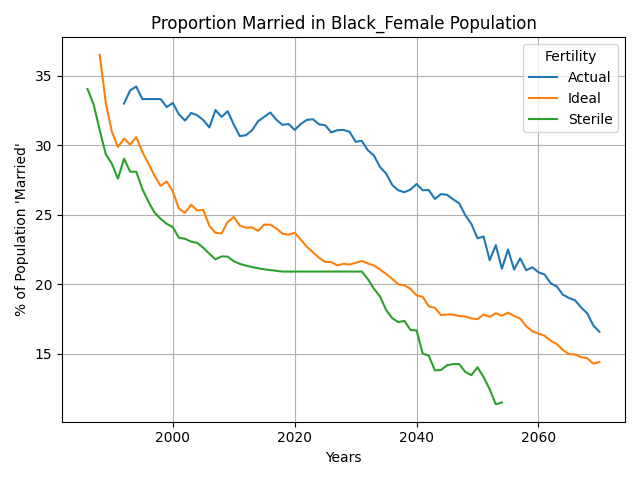 Proportion Married in Black_Female Population
Fertility
Actual
Ideal
Sterile
% of Population 'Married'
35
30
25
20
15
2000
2020
2040
2060
Years